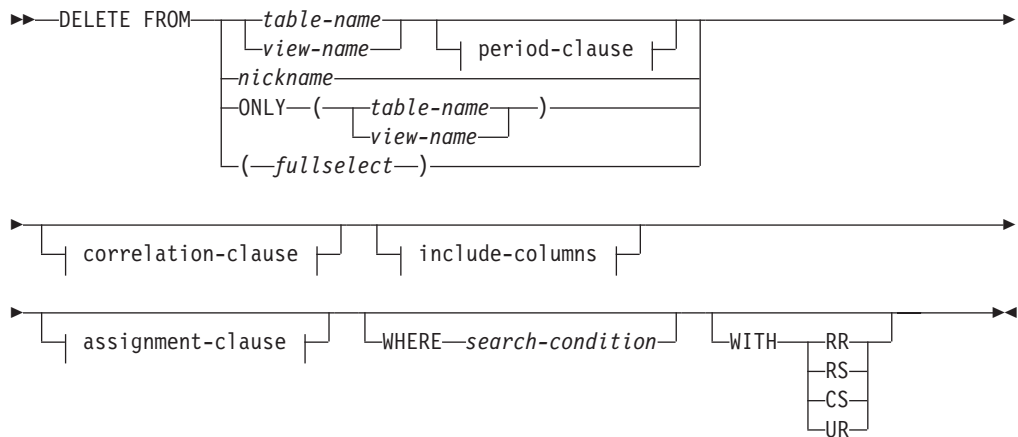 DELETE FROM table-name
view-name period-clause
nickname
ONLY ( table-name )
view-name
( fullselect )
correlation-clause include-columns
assignment-clause WHERE search-condition WITH RR
RS
CS
UR